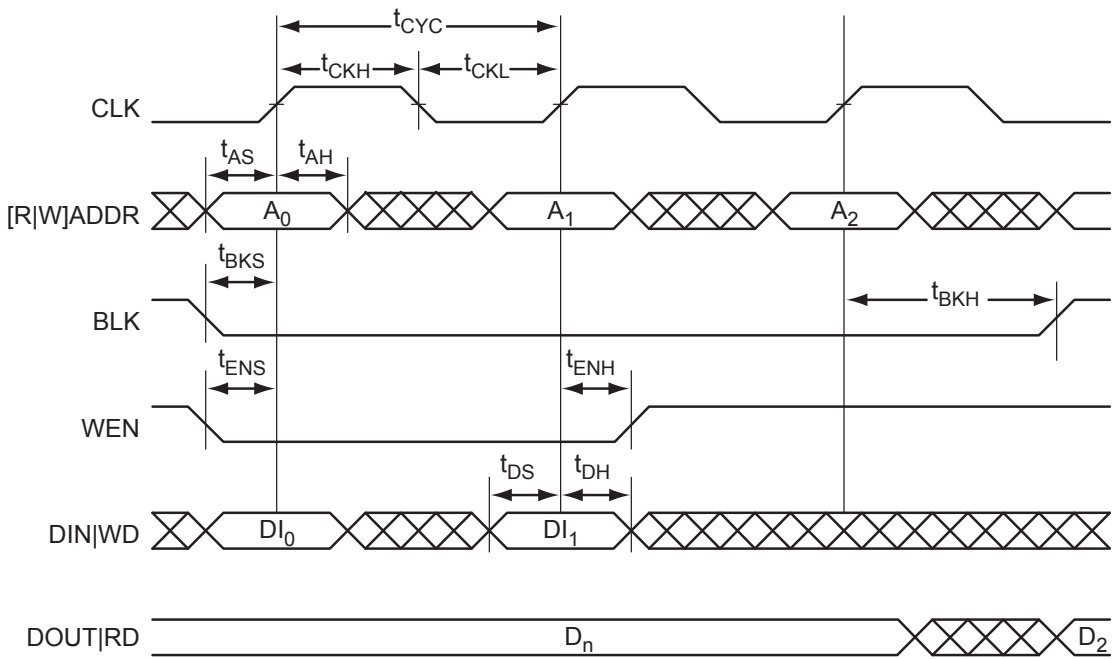 tCYC
tCKH tCKL
CLK
tAS tAH
[R|W]ADDR A0 A1 A2
tBKS
tBKH
BLK
tENS tENH
WEN
tDS tDH
DIN|WD DI0 DI1
DOUT|RD Dn D2